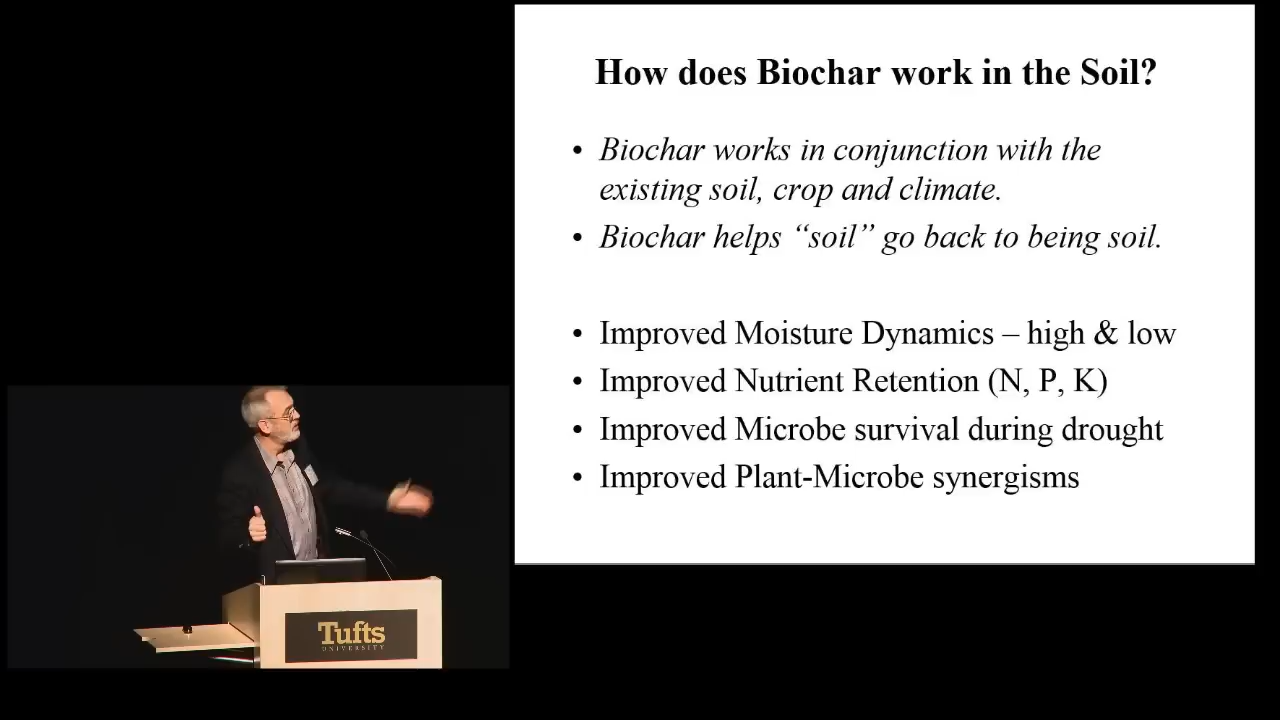 How does Biochar work in the Soil?
• Biochar works in conjunction with the
existing soil, crop and climate.
• Biochar helps “soil” go back to being soil.
• Improved Moisture Dynamics – high & low
• Improved Nutrient Retention (N, P, K)
• Improved Microbe survival during drought
• Improved Plant-Microbe synergisms
Tufts
UNIVERSITY